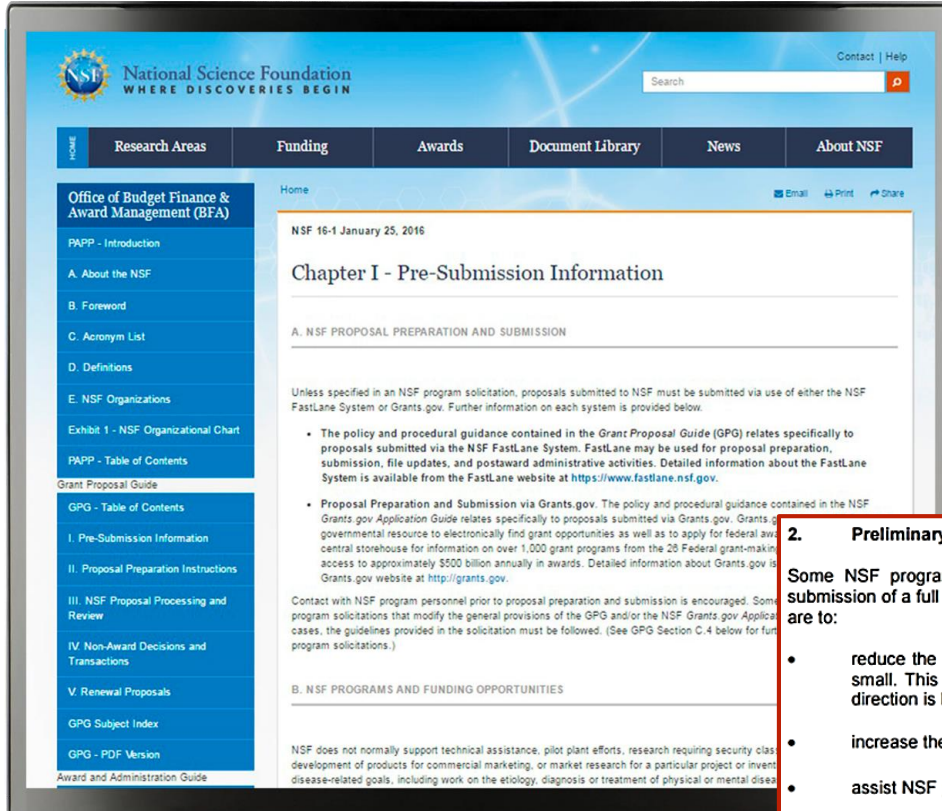 Contact | Help
NSF
National Science Foundation
WHERE DISCOVERIES BEGIN
Search
HOME
Research Areas
Funding
Awards
Document Library
News
About NSF
Office of Budget Finance &
Award Management (BFA)
PAPP - Introduction
A. About the NSF
B. Foreword
C. Acronym List
D. Definitions
E. NSF Organizations
Exhibit 1 - NSF Organizational Chart
PAPP - Table of Contents
Grant Proposal Guide
GPG - Table of Contents
I. Pre-Submission Information
II. Proposal Preparation Instructions
III. NSF Proposal Processing and
Review
IV. Non-Award Decisions and
Transactions
V. Renewal Proposals
GPG Subject Index
GPG - PDF Version
Award and Administration Guide
Home
Email Print Share
NSF 16-1 January 25, 2016
Chapter I - Pre-Submission Information
A. NSF PROPOSAL PREPARATION AND SUBMISSION
Unless specified in an NSF program solicitation, proposals submitted to NSF must be submitted via use of either the NSF
FastLane System or Grants.gov. Further information on each system is provided below.
• The policy and procedural guidance contained in the Grant Proposal Guide (GPG) relates specifically to
proposals submitted via the NSF FastLane System. FastLane may be used for proposal preparation,
submission, file updates, and postaward administrative activities. Detailed information about the FastLane
System is available from the FastLane website at https://www.fastlane.nsf.gov.
• Proposal Preparation and Submission via Grants.gov. The policy and procedural guidance contained in the NSF
Grants.gov Application Guide relates specifically to proposals submitted via Grants.gov. Grants.g
governmental resource to electronically find grant opportunities as well as to apply for federal awa
central storehouse for information on over 1,000 grant programs from the 26 Federal grant-making
access to approximately $500 billion annually in awards. Detailed information about Grants.gov is
Grants.gov website at http://grants.gov.
Contact with NSF program personnel prior to proposal preparation and submission is encouraged. Some
program solicitations that modify the general provisions of the GPG and/or the NSF Grants.gov Applicat
cases, the guidelines provided in the solicitation must be followed. (See GPG Section C.4 below for furt
program solicitations.)
B. NSF PROGRAMS AND FUNDING OPPORTUNITIES
NSF does not normally support technical assistance, pilot plant efforts, research requiring security clas
development of products for commercial marketing, or market research for a particular project or invent
disease-related goals, including work on the etiology, diagnosis or treatment of physical or mental disea
2. Preliminary
Some NSF progra
submission of a full
are to:
• reduce the
small. This
direction is
• increase the
• assist NSF